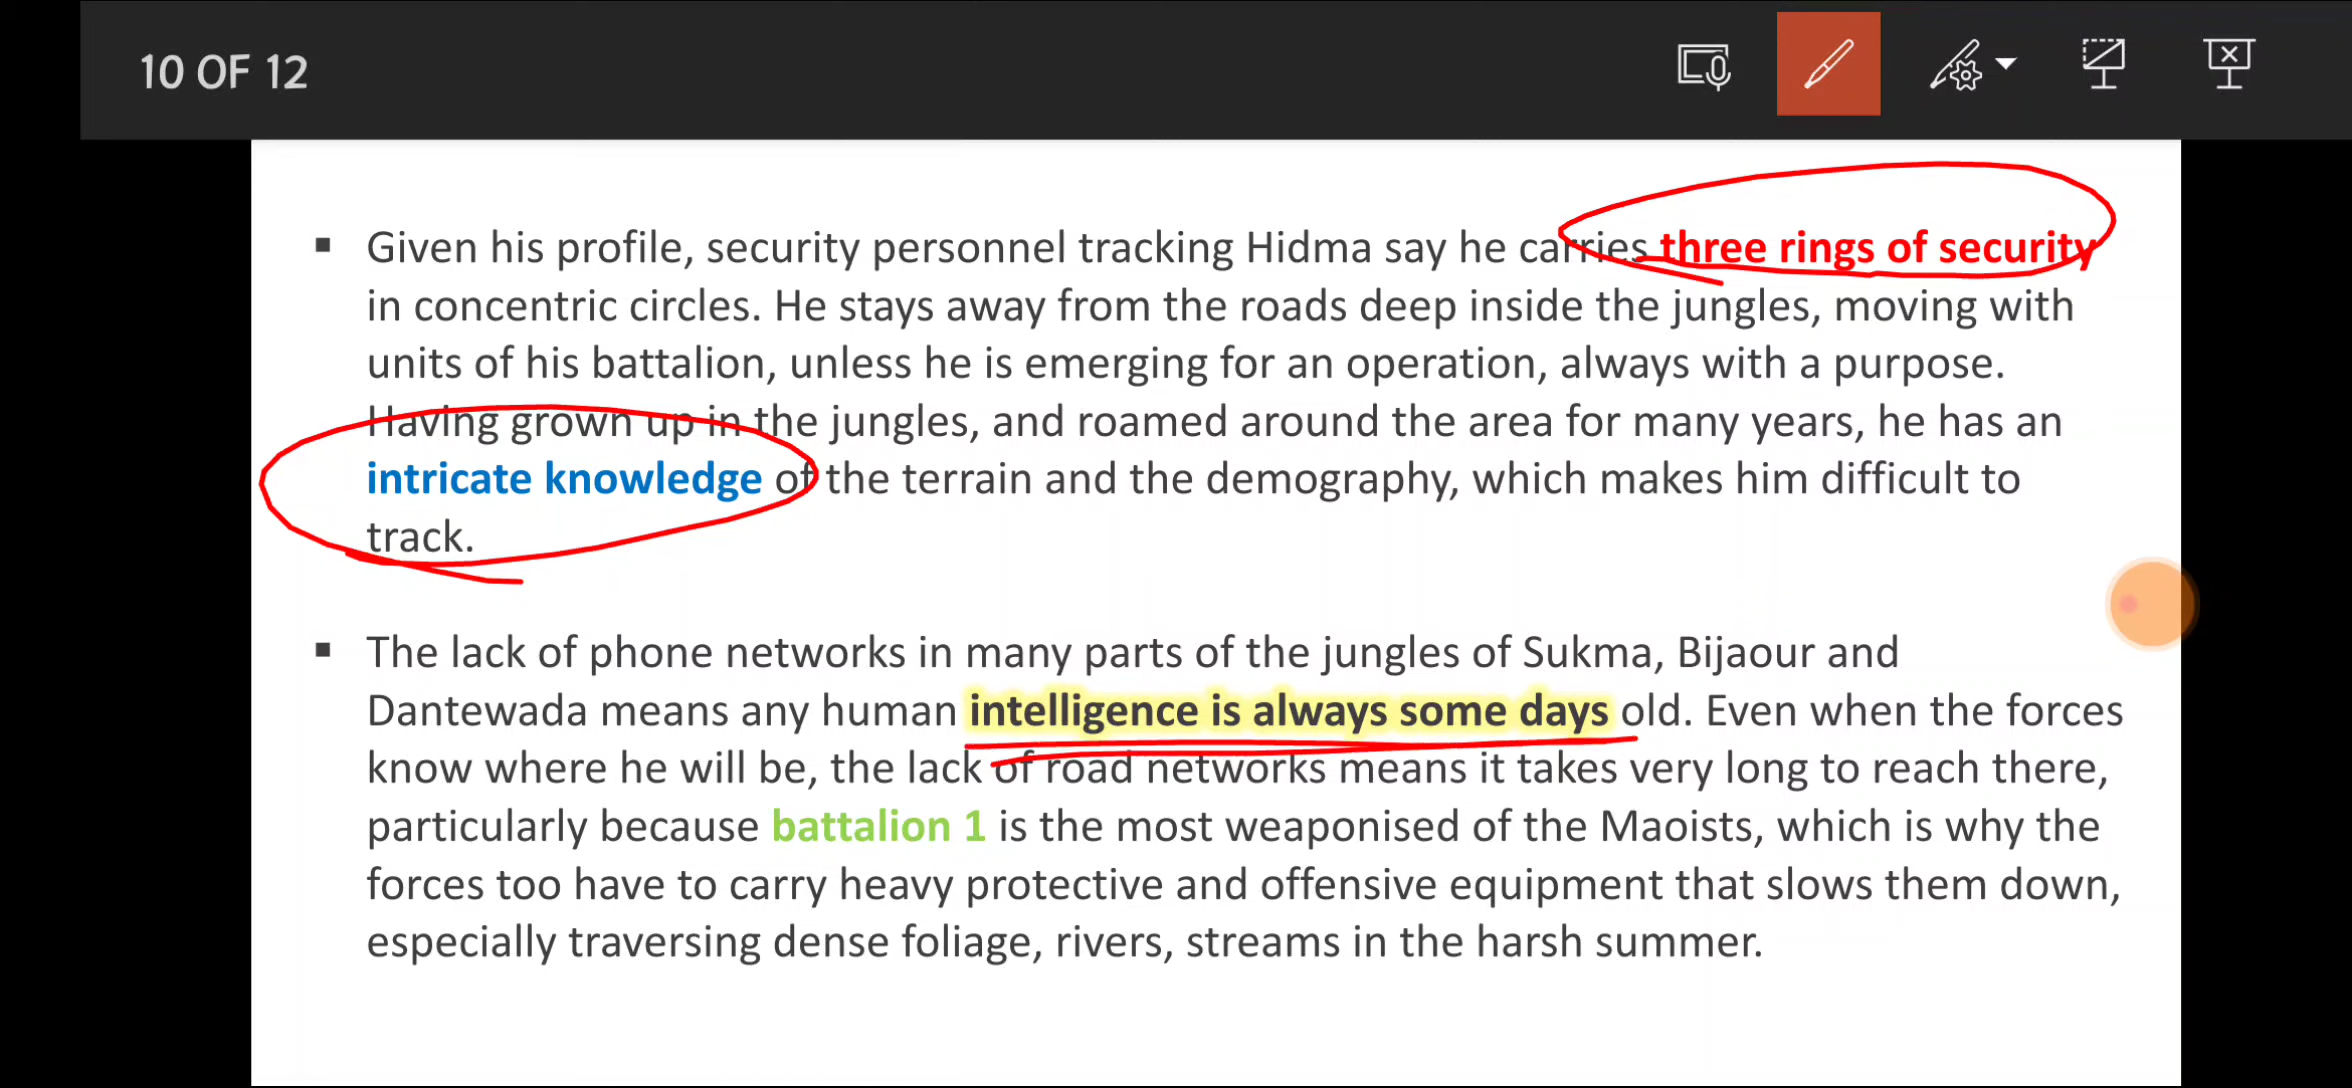 10 OF 12
Given his profile, security personnel tracking Hidma say he carries three rings of security
in concentric circles. He stays away from the roads deep inside the jungles, moving with
units of his battalion, unless he is emerging for an operation, always with a purpose.
Having grown up in the jungles, and roamed around the area for many years, he has an
intricate knowledge of the terrain and the demography, which makes him difficult to
track.
The lack of phone networks in many parts of the jungles of Sukma, Bijaour and
Dantewada means any human intelligence is always some days old. Even when the forces
know where he will be, the lack of road networks means it takes very long to reach there,
particularly because battalion 1 is the most weaponised of the Maoists, which is why the
forces too have to carry heavy protective and offensive equipment that slows them down,
especially traversing dense foliage, rivers, streams in the harsh summer.